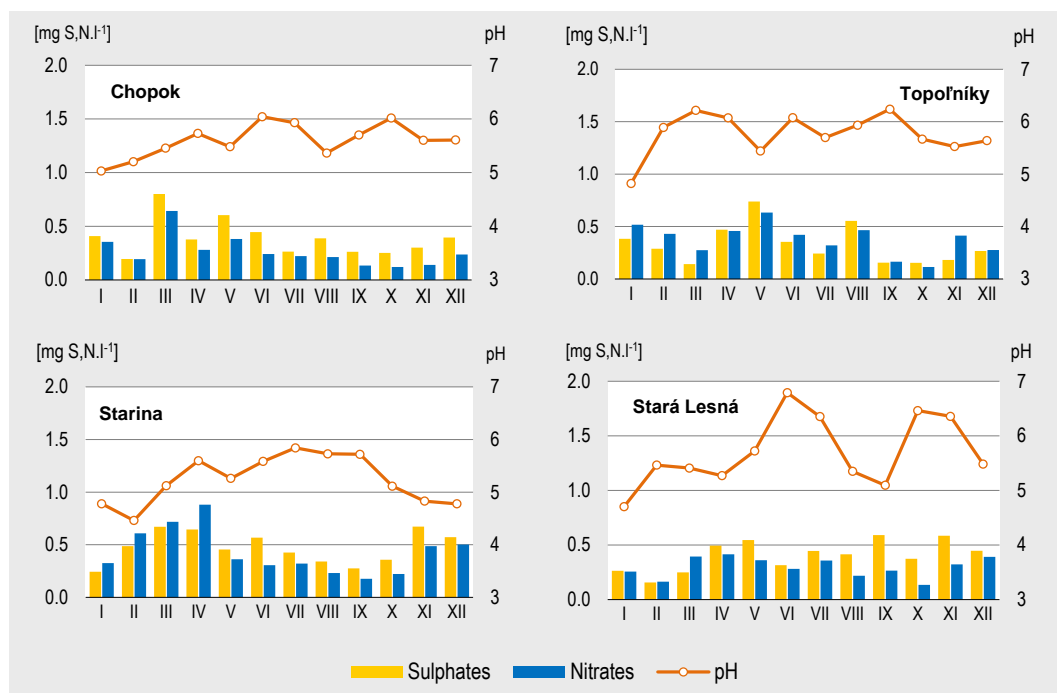 [mg S,N.l-1] pH
2.0 7
Chopok
1.5 6
1.0 5
0.5 4
0.0 3
I II III IV V VI VII VIII IX X XI XII
[mg S,N.l-1] pH
2.0 7
Topoľníky
1.5 6
1.0 5
0.5 4
0.0 3
I II III IV V VI VII VIII IX X XI XII
[mg S,N.l-1] pH
2.0 7
Starina
1.5 6
1.0 5
0.5 4
0.0 3
I II III IV V VI VII VIII IX X XI XII
[mg S,N.l-1] pH
2.0 7
Stará Lesná
1.5 6
1.0 5
0.5 4
0.0 3
I II III IV V VI VII VIII IX X XI XII
Sulphates Nitrates pH